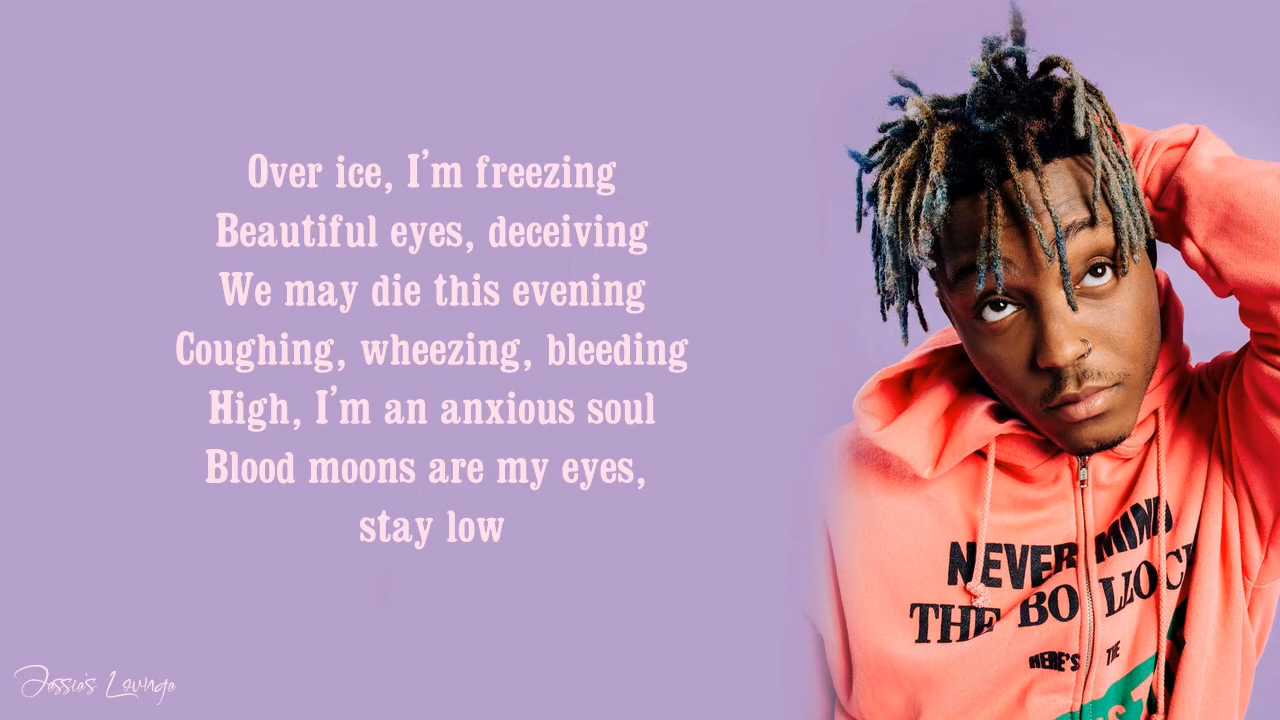 Over ice, I'm freezing
Beautiful eyes, deceiving
We may die this evening
Coughing, wheezing, bleeding
High, I'm an anxious soul
Blood moons are my eyes,
stay low
NEVER MIND
THE BOLLOCK
HERE'S THE
Jessie's Lounge